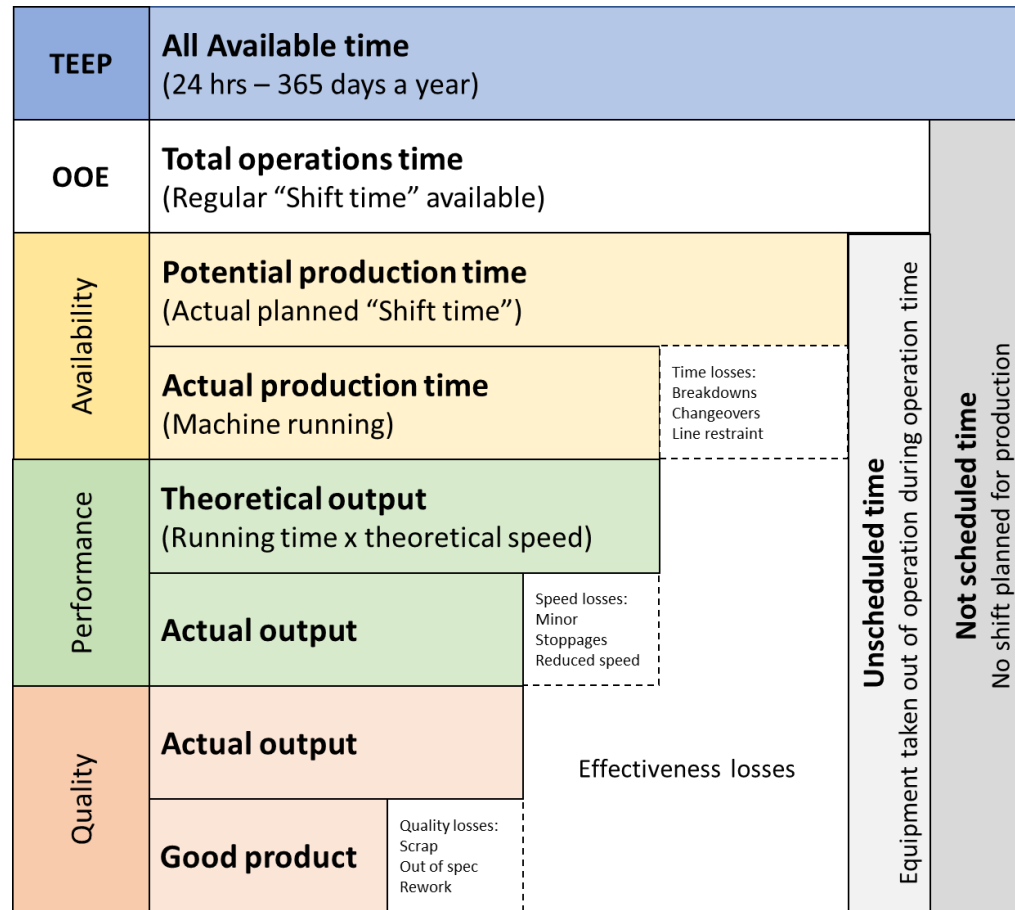 TEEP
All Available time
(24 hrs – 365 days a year)
OOE
Total operations time
(Regular “Shift time” available)
Availability
Potential production time
(Actual planned “Shift time”)
Actual production time
(Machine running)
Time losses:
Breakdowns
Changeovers
Line restraint
Performance
Theoretical output
(Running time x theoretical speed)
Actual output
Speed losses:
Minor
Stoppages
Reduced speed
Quality
Actual output
Effectiveness losses
Good product
Quality losses:
Scrap
Out of spec
Rework
Unscheduled time
Equipment taken out of operation during operation time
Not scheduled time
No shift planned for production